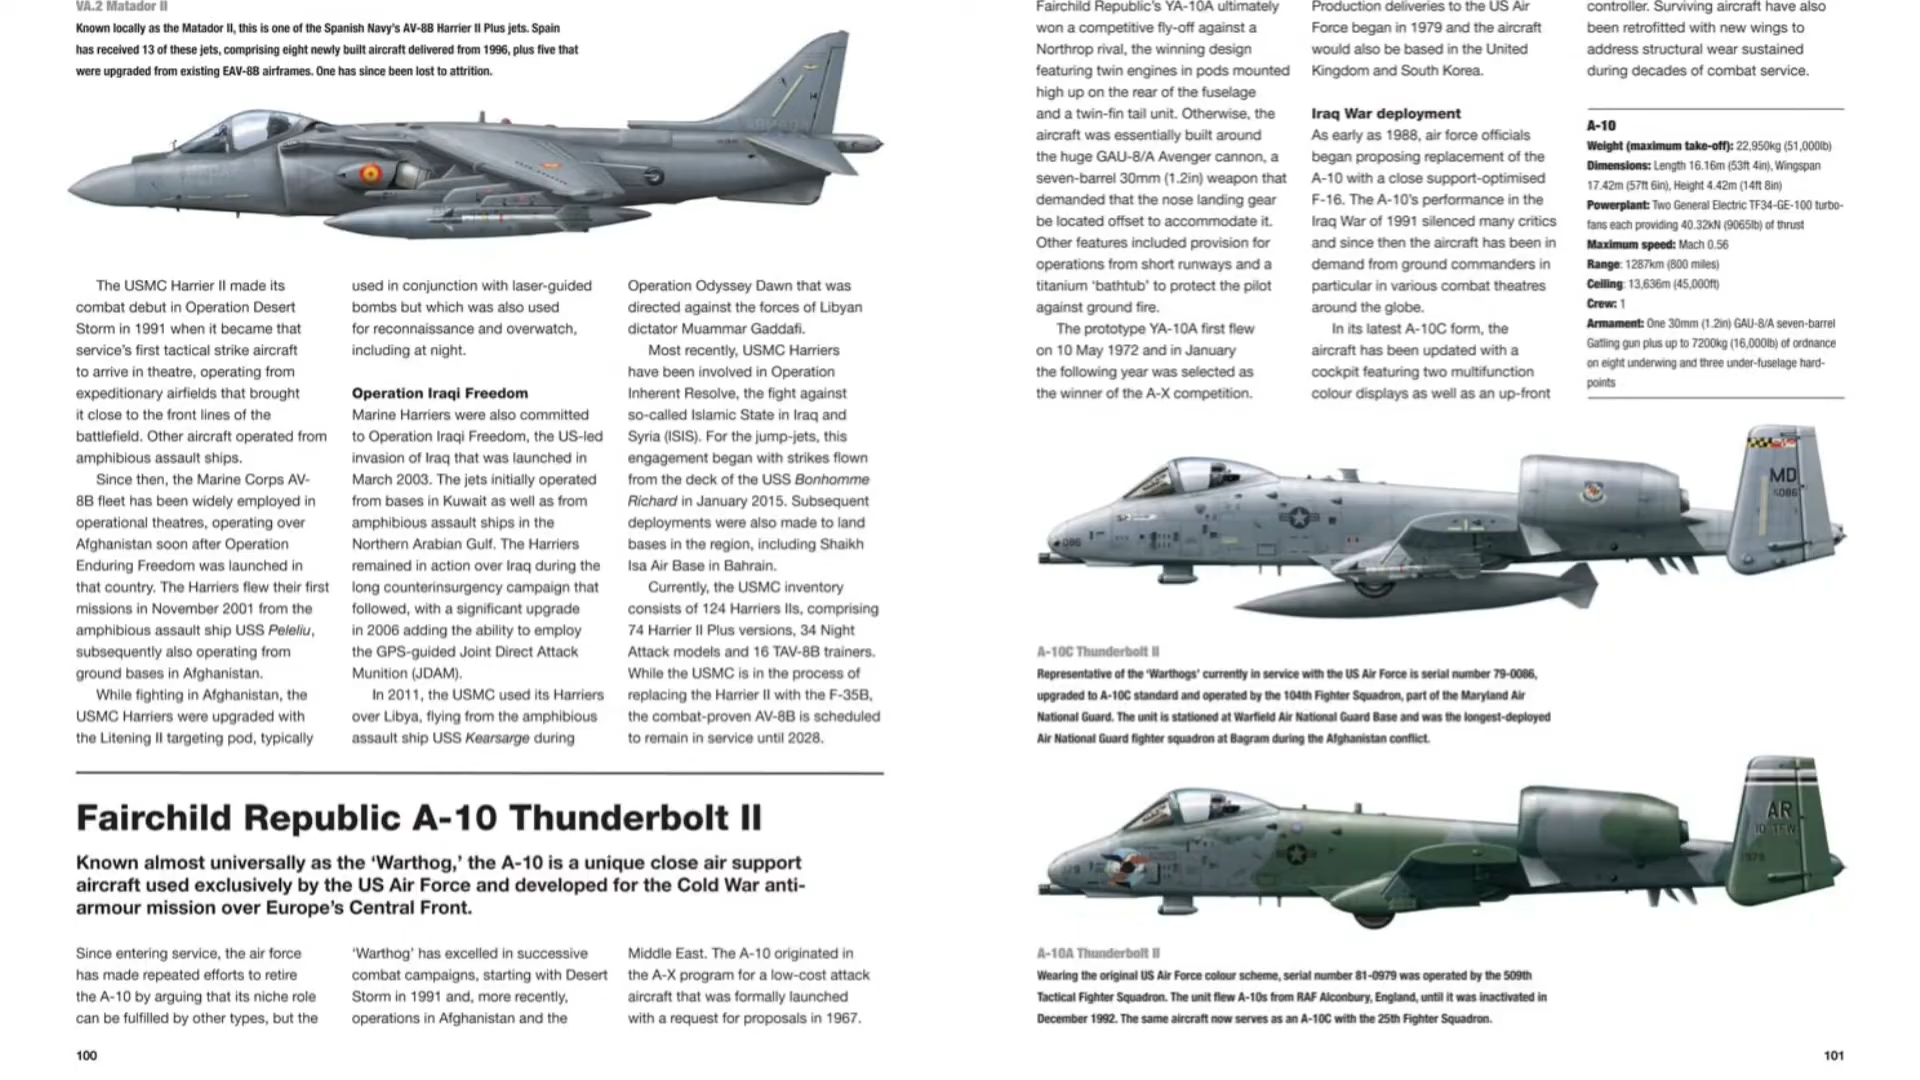 VA.2 Matador II
Known locally as the Matador II, this is one of the Spanish Navy's AV-8B Harrier II Plus jets. Spain
has received 13 of these jets, comprising eight newly built aircraft delivered from 1996, plus five that
were upgraded from existing EAV-8B airframes. One has since been lost to attrition.
The USMC Harrier II made its
combat debut in Operation Desert
Storm in 1991 when it became that
service's first tactical strike aircraft
to arrive in theatre, operating from
expeditionary airfields that brought
it close to the front lines of the
battlefield. Other aircraft operated from
amphibious assault ships.
Since then, the Marine Corps AV-
8B fleet has been widely employed in
operational theatres, operating over
Afghanistan soon after Operation
Enduring Freedom was launched in
that country. The Harriers flew their first
missions in November 2001 from the
amphibious assault ship USS Peleliu,
subsequently also operating from
ground bases in Afghanistan.
While fighting in Afghanistan, the
USMC Harriers were upgraded with
the Litening II targeting pod, typically
used in conjunction with laser-guided
bombs but which was also used
for reconnaissance and overwatch,
including at night.
Operation Iraqi Freedom
Marine Harriers were also committed
to Operation Iraqi Freedom, the US-led
invasion of Iraq that was launched in
March 2003. The jets initially operated
from bases in Kuwait as well as from
amphibious assault ships in the
Northern Arabian Gulf. The Harriers
remained in action over Iraq during the
long counterinsurgency campaign that
followed, with a significant upgrade
in 2006 adding the ability to employ
the GPS-guided Joint Direct Attack
Munition (JDAM).
In 2011, the USMC used its Harriers
over Libya, flying from the amphibious
assault ship USS Kearsarge during
Operation Odyssey Dawn that was
directed against the forces of Libyan
dictator Muammar Gaddafi.
Most recently, USMC Harriers
have been involved in Operation
Inherent Resolve, the fight against
so-called Islamic State in Iraq and
Syria (ISIS). For the jump-jets, this
engagement began with strikes flown
from the deck of the USS Bonhomme
Richard in January 2015. Subsequent
deployments were also made to land
bases in the region, including Shaikh
Isa Air Base in Bahrain.
Currently, the USMC inventory
consists of 124 Harriers IIs, comprising
74 Harrier II Plus versions, 34 Night
Attack models and 16 TAV-8B trainers.
While the USMC is in the process of
replacing the Harrier II with the F-35B,
the combat-proven AV-8B is scheduled
to remain in service until 2028.
Fairchild Republic A-10 Thunderbolt II
Known almost universally as the 'Warthog,' the A-10 is a unique close air support
aircraft used exclusively by the US Air Force and developed for the Cold War anti-
armour mission over Europe's Central Front.
Since entering service, the air force
has made repeated efforts to retire
the A-10 by arguing that its niche role
can be fulfilled by other types, but the
'Warthog' has excelled in successive
combat campaigns, starting with Desert
Storm in 1991 and, more recently,
operations in Afghanistan and the
Middle East. The A-10 originated in
the A-X program for a low-cost attack
aircraft that was formally launched
with a request for proposals in 1967.
100
Fairchild Republic's YA-10A ultimately
won a competitive fly-off against a
Northrop rival, the winning design
featuring twin engines in pods mounted
high up on the rear of the fuselage
and a twin-fin tail unit. Otherwise, the
aircraft was essentially built around
the huge GAU-8/A Avenger cannon, a
seven-barrel 30mm (1.2in) weapon that
demanded that the nose landing gear
be located offset to accommodate it.
Other features included provision for
operations from short runways and a
titanium 'bathtub' to protect the pilot
against ground fire.
The prototype YA-10A first flew
on 10 May 1972 and in January
the following year was selected as
the winner of the A-X competition.
Production deliveries to the US Air
Force began in 1979 and the aircraft
would also be based in the United
Kingdom and South Korea.
Iraq War deployment
As early as 1988, air force officials
began proposing replacement of the
A-10 with a close support-optimised
F-16. The A-10's performance in the
Iraq War of 1991 silenced many critics
and since then the aircraft has been in
demand from ground commanders in
particular in various combat theatres
around the globe.
In its latest A-10C form, the
aircraft has been updated with a
cockpit featuring two multifunction
colour displays as well as an up-front
controller. Surviving aircraft have also
been retrofitted with new wings to
address structural wear sustained
during decades of combat service.
A-10
Weight (maximum take-off): 22,950kg (51,000lb)
Dimensions: Length 16.16m (53ft 4in), Wingspan
17.42m (57ft 6in), Height 4.42m (14ft 8in)
Powerplant: Two General Electric TF34-GE-100 turbo-
fans each providing 40.32kN (9065lb) of thrust
Maximum speed: Mach 0.56
Range: 1287km (800 miles)
Ceiling: 13,636m (45,000ft)
Crew: 1
Armament: One 30mm (1.2in) GAU-8/A seven-barrel
Gatling gun plus up to 7200kg (16,000lb) of ordnance
on eight underwing and three under-fuselage hard-
points
MD
086
A-10C Thunderbolt II
Representative of the 'Warthogs' currently in service with the US Air Force is serial number 79-0086,
upgraded to A-10C standard and operated by the 104th Fighter Squadron, part of the Maryland Air
National Guard. The unit is stationed at Warfield Air National Guard Base and was the longest-deployed
Air National Guard fighter squadron at Bagram during the Afghanistan conflict.
AR
10 TFW
979
A-10A Thunderbolt II
Wearing the original US Air Force colour scheme, serial number 81-0979 was operated by the 509th
Tactical Fighter Squadron. The unit flew A-10s from RAF Alconbury, England, until it was inactivated in
December 1992. The same aircraft now serves as an A-10C with the 25th Fighter Squadron.
101